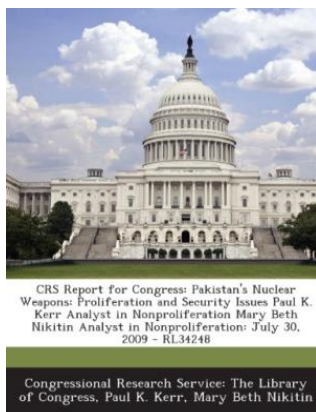 CRS Report for Congress: Pakistan's Nuclear
Weapons: Proliferation and Security Issues Paul K.
Kerr Analyst in Nonproliferation Mary Beth
Nikitin Analyst in Nonproliferation: July 30,
2009 - RL34248
Congressional Research Service: The Library
of Congress, Paul K. Kerr, Mary Beth Nikitin